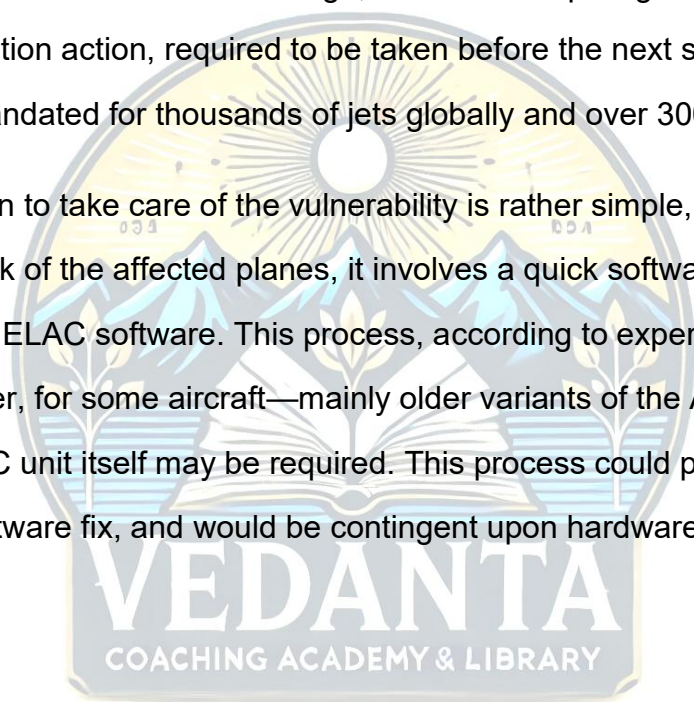 tion action, required to be taken before the next s
ndated for thousands of jets globally and over 30
n to take care of the vulnerability is rather simple,
k of the affected planes, it involves a quick softwa
ELAC software. This process, according to exper
er, for some aircraft—mainly older variants of the
C unit itself may be required. This process could p
tware fix, and would be contingent upon hardware
VEDANTA
COACHING ACADEMY & LIBRARY